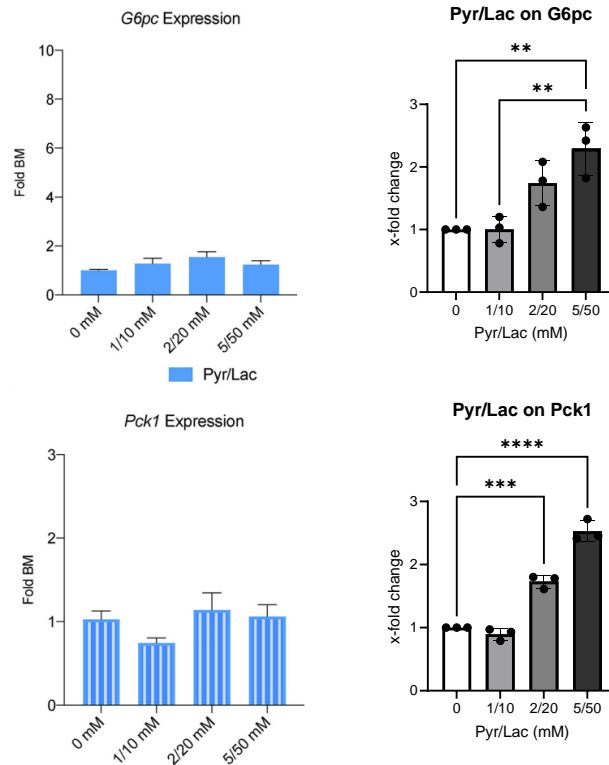 G6pc Expression
Fold BM
10
8
6
4
2
0
0 mM
1/10 mM
2/20 mM
5/50 mM
Pyr/Lac
Pyr/Lac on G6pc
**
**
x-fold change
3
2
1
0
0
1/10
2/20
5/50
Pyr/Lac (mM)
Pck1 Expression
Fold BM
3
2
1
0
0 mM
1/10 mM
2/20 mM
5/50 mM
Pyr/Lac on Pck1
****
***
x-fold change
3
2
1
0
0
1/10
2/20
5/50
Pyr/Lac (mM)